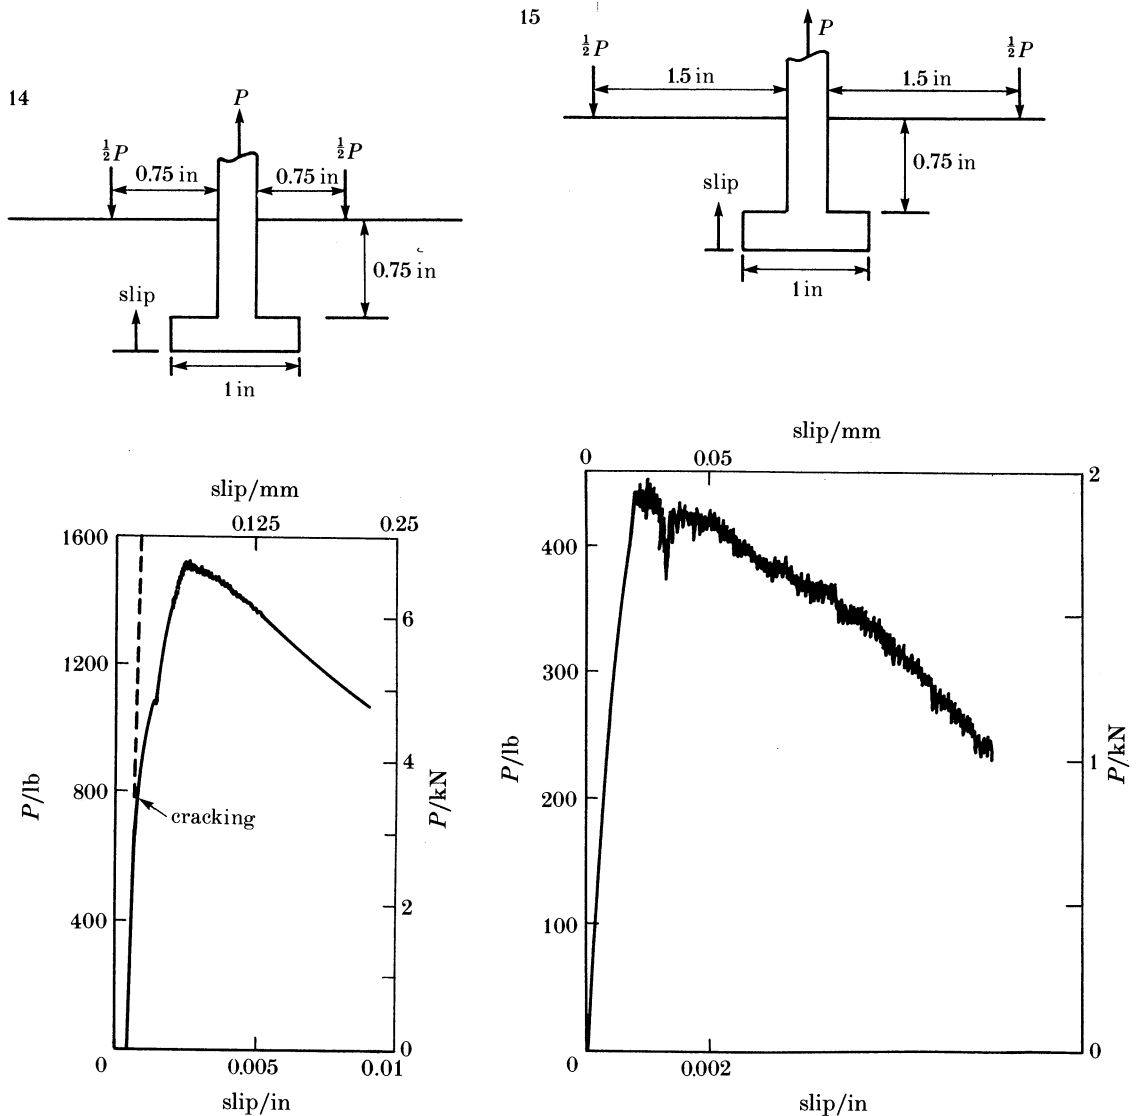 14
P
½P
½P
0.75 in
0.75 in
0.75 in
slip
1 in
15
P
½P
½P
1.5 in
1.5 in
0.75 in
slip
1 in
slip/mm
0.125
0.25
1600
1200
800
400
0
P/lb
6
4
2
0
P/kN
cracking
0.005
0.01
slip/in
slip/mm
0
0.05
400
300
200
100
0
P/lb
2
1
0
P/kN
0.002
slip/in